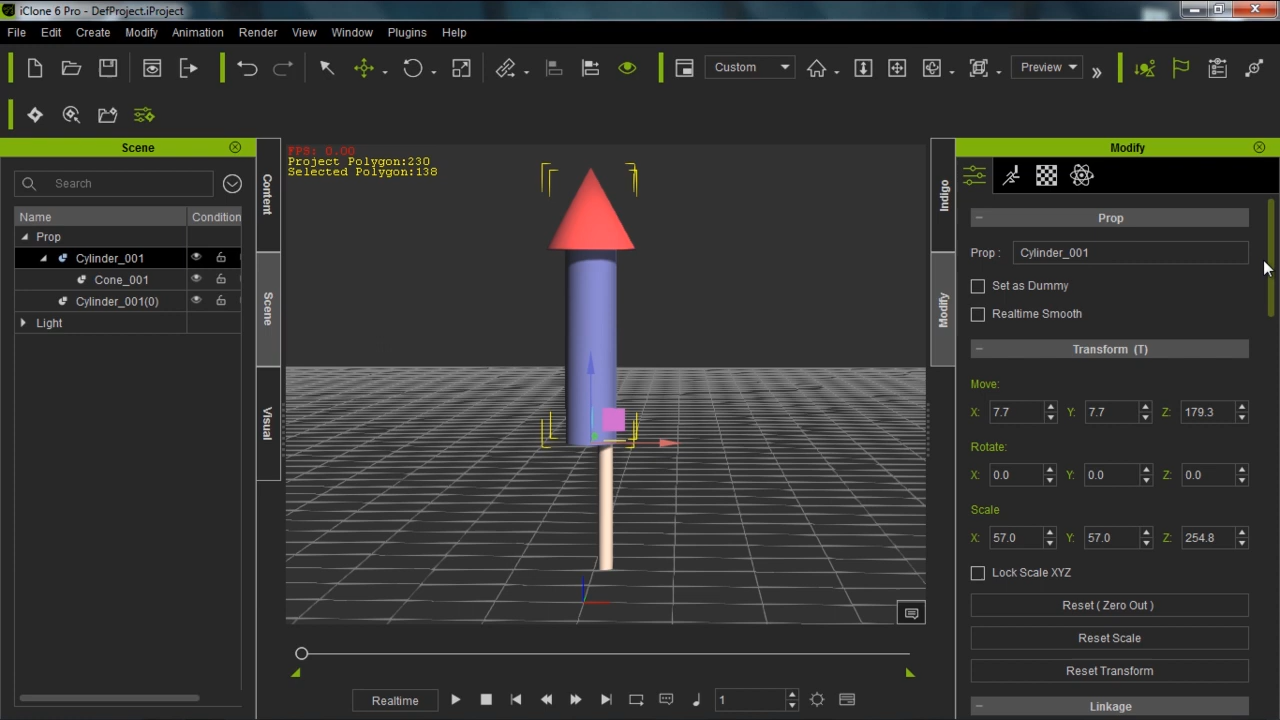 iClone 6 Pro - DefProject.iProject
File Edit Create Modify Animation Render View Window Plugins Help
Custom Preview »
Scene
Search
Name Condition
Prop
Cylinder_001
Cone_001
Cylinder_001(0)
Light
Content
Scene
Visual
FPS: 0.00
Project Polygon:230
Selected Polygon:138
Indigo
Modify
Modify
Prop
Prop : Cylinder_001
Set as Dummy
Realtime Smooth
Transform (T)
Move:
X: 7.7 Y: 7.7 Z: 179.3
Rotate:
X: 0.0 Y: 0.0 Z: 0.0
Scale
X: 57.0 Y: 57.0 Z: 254.8
Lock Scale XYZ
Reset ( Zero Out )
Reset Scale
Reset Transform
Linkage
Realtime 1